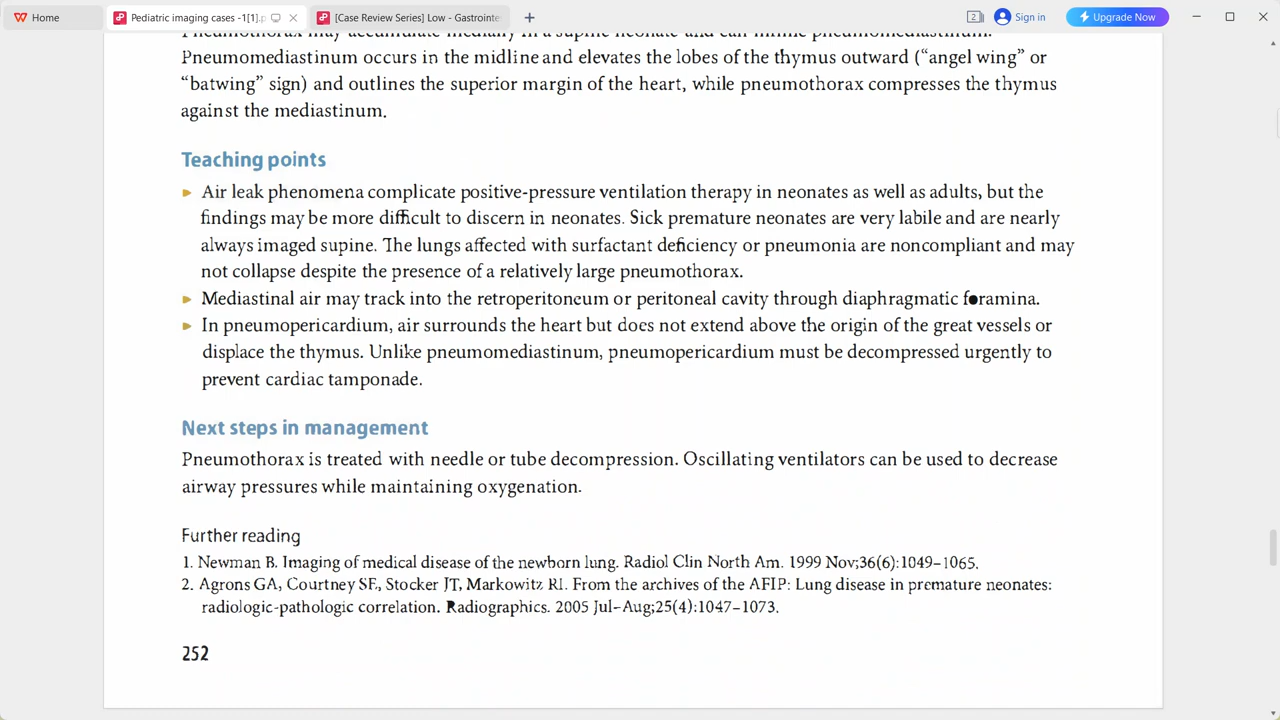 Home
Pediatric imaging cases -1[1].p
[Case Review Series] Low - Gastrointe
2
Sign in
Upgrade Now
Pneumothorax may accumulate medially in a supine neonate and can mimic pneumomediastinum.
Pneumomediastinum occurs in the midline and elevates the lobes of the thymus outward (“angel wing” or
“batwing” sign) and outlines the superior margin of the heart, while pneumothorax compresses the thymus
against the mediastinum.
Teaching points
Air leak phenomena complicate positive-pressure ventilation therapy in neonates as well as adults, but the
findings may be more difficult to discern in neonates. Sick premature neonates are very labile and are nearly
always imaged supine. The lungs affected with surfactant deficiency or pneumonia are noncompliant and may
not collapse despite the presence of a relatively large pneumothorax.
Mediastinal air may track into the retroperitoneum or peritoneal cavity through diaphragmatic foramina.
In pneumopericardium, air surrounds the heart but does not extend above the origin of the great vessels or
displace the thymus. Unlike pneumomediastinum, pneumopericardium must be decompressed urgently to
prevent cardiac tamponade.
Next steps in management
Pneumothorax is treated with needle or tube decompression. Oscillating ventilators can be used to decrease
airway pressures while maintaining oxygenation.
Further reading
1. Newman B. Imaging of medical disease of the newborn lung. Radiol Clin North Am. 1999 Nov;36(6):1049–1065.
2. Agrons GA, Courtney SE, Stocker JT, Markowitz RI. From the archives of the AFIP: Lung disease in premature neonates:
radiologic-pathologic correlation. Radiographics. 2005 Jul–Aug;25(4):1047–1073.
252